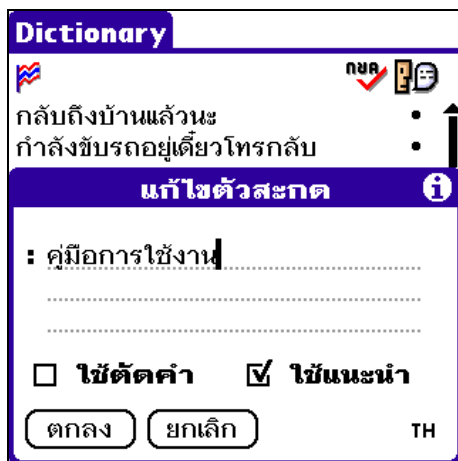 Dictionary
กขค
กลับถึงบ้านแล้วนะ
กำลังขับรถอยู่เดี๋ยวโทรกลับ
แก้ไขตัวสะกด
: คู่มือการใช้งาน
ใช้ตัดคำ ใช้แนะนำ
ตกลง ยกเลิก TH